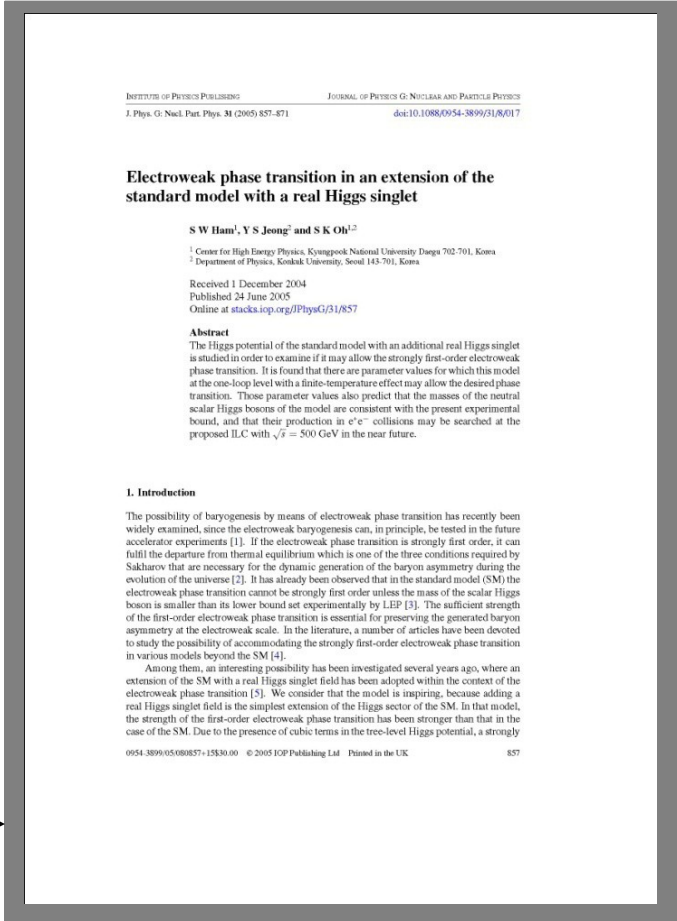 INSTITUTE OF PHYSICS PUBLISHING JOURNAL OF PHYSICS G: NUCLEAR AND PARTICLE PHYSICS
J. Phys. G: Nucl. Part. Phys. 31 (2005) 857–871 doi:10.1088/0954-3899/31/8/017
Electroweak phase transition in an extension of the
standard model with a real Higgs singlet
S W Ham¹, Y S Jeong² and S K Oh¹,²
¹ Center for High Energy Physics, Kyungpook National University Daegu 702-701, Korea
² Department of Physics, Konkuk University, Seoul 143-701, Korea
Received 1 December 2004
Published 24 June 2005
Online at stacks.iop.org/JPhysG/31/857
Abstract
The Higgs potential of the standard model with an additional real Higgs singlet
is studied in order to examine if it may allow the strongly first-order electroweak
phase transition. It is found that there are parameter values for which this model
at the one-loop level with a finite-temperature effect may allow the desired phase
transition. Those parameter values also predict that the masses of the neutral
scalar Higgs bosons of the model are consistent with the present experimental
bound, and that their production in e⁺e⁻ collisions may be searched at the
proposed ILC with √s = 500 GeV in the near future.
1. Introduction
The possibility of baryogenesis by means of electroweak phase transition has recently been
widely examined, since the electroweak baryogenesis can, in principle, be tested in the future
accelerator experiments [1]. If the electroweak phase transition is strongly first order, it can
fulfil the departure from thermal equilibrium which is one of the three conditions required by
Sakharov that are necessary for the dynamic generation of the baryon asymmetry during the
evolution of the universe [2]. It has already been observed that in the standard model (SM) the
electroweak phase transition cannot be strongly first order unless the mass of the scalar Higgs
boson is smaller than its lower bound set experimentally by LEP [3]. The sufficient strength
of the first-order electroweak phase transition is essential for preserving the generated baryon
asymmetry at the electroweak scale. In the literature, a number of articles have been devoted
to study the possibility of accommodating the strongly first-order electroweak phase transition
in various models beyond the SM [4].
Among them, an interesting possibility has been investigated several years ago, where an
extension of the SM with a real Higgs singlet field has been adopted within the context of the
electroweak phase transition [5]. We consider that the model is inspiring, because adding a
real Higgs singlet field is the simplest extension of the Higgs sector of the SM. In that model,
the strength of the first-order electroweak phase transition has been stronger than that in the
case of the SM. Due to the presence of cubic terms in the tree-level Higgs potential, a strongly
0954-3899/05/080857+15$30.00 © 2005 IOP Publishing Ltd Printed in the UK 857